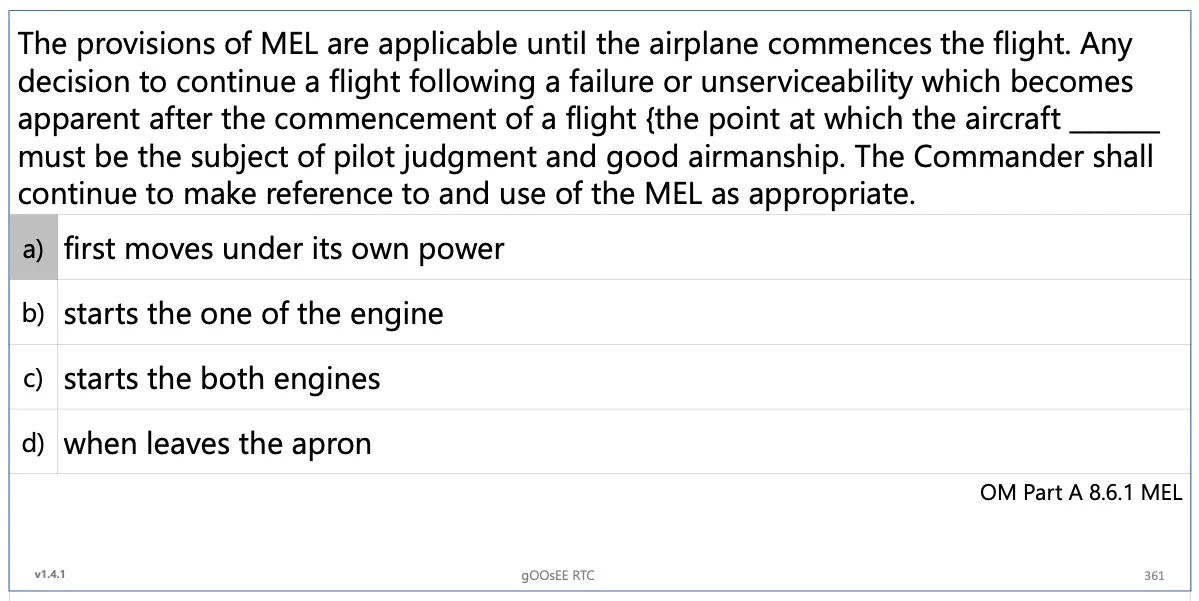 The provisions of MEL are applicable until the airplane commences the flight. Any
decision to continue a flight following a failure or unserviceability which becomes
apparent after the commencement of a flight {the point at which the aircraft ______
must be the subject of pilot judgment and good airmanship. The Commander shall
continue to make reference to and use of the MEL as appropriate.
a) first moves under its own power
b) starts the one of the engine
c) starts the both engines
d) when leaves the apron
OM Part A 8.6.1 MEL
v1.4.1 gOOsEE RTC 361